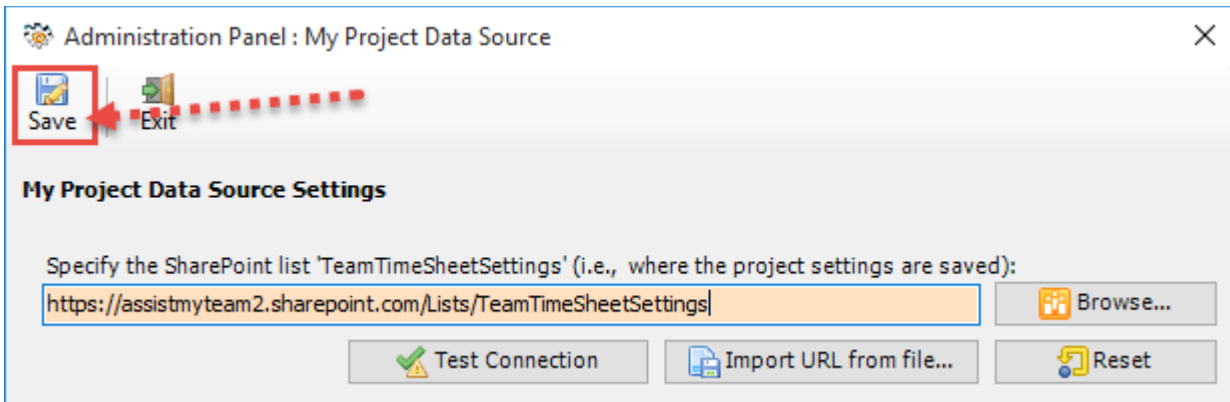 Administration Panel : My Project Data Source
Save Exit
My Project Data Source Settings
Specify the SharePoint list 'TeamTimeSheetSettings' (i.e., where the project settings are saved):
https://assistmyteam2.sharepoint.com/Lists/TeamTimeSheetSettings Browse...
Test Connection Import URL from file... Reset